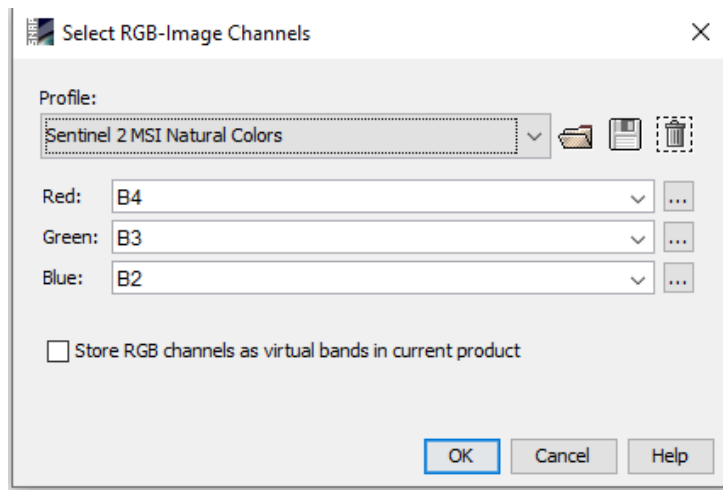 SNAP
Select RGB-Image Channels
Profile:
Sentinel 2 MSI Natural Colors
Red: B4 ...
Green: B3 ...
Blue: B2 ...
Store RGB channels as virtual bands in current product
OK Cancel Help